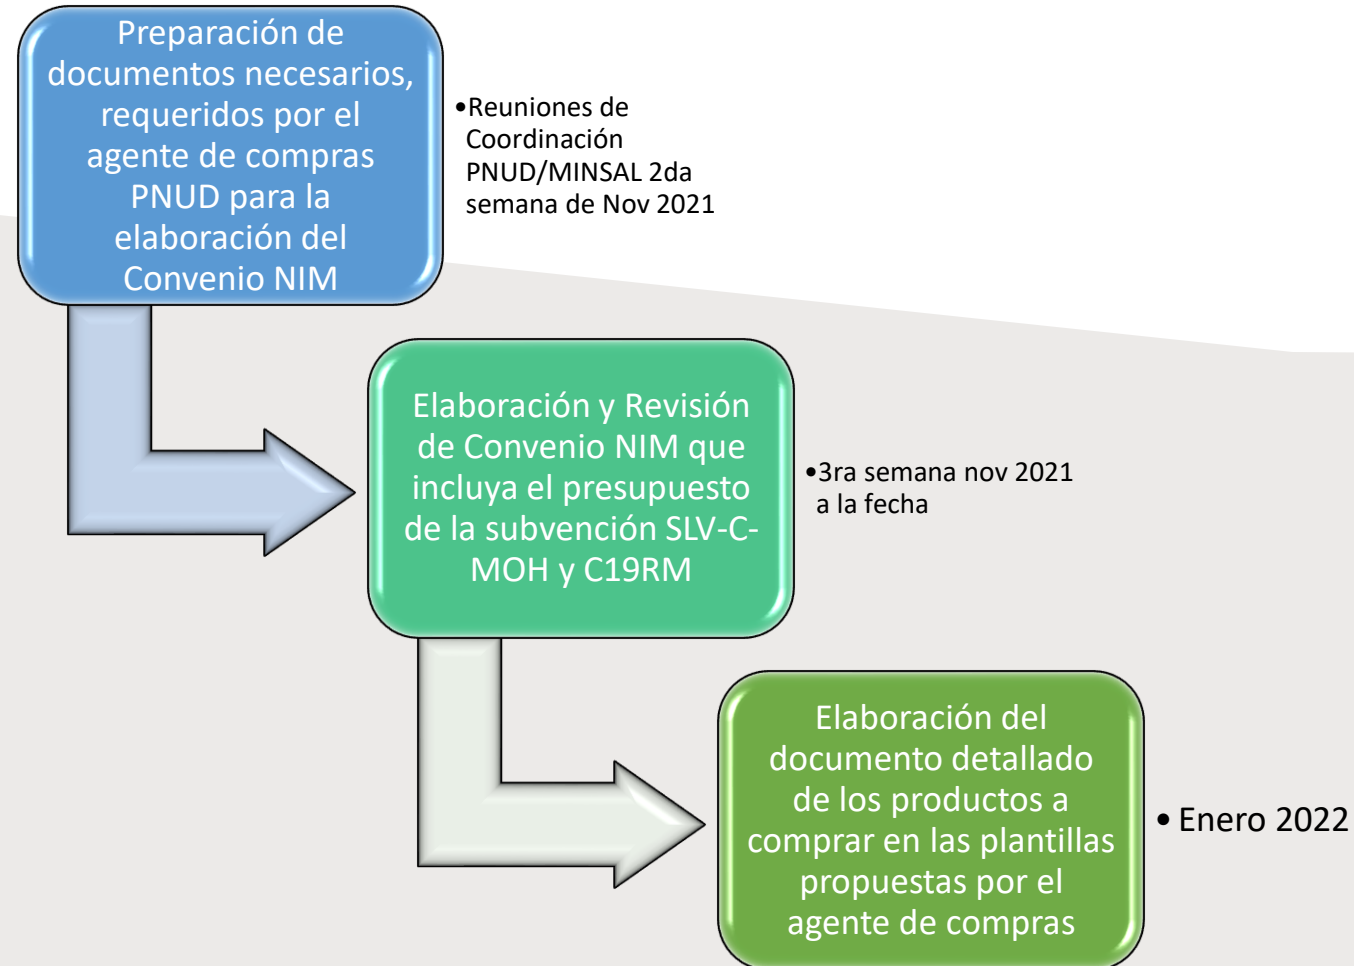 Preparación de
documentos necesarios,
requeridos por el
agente de compras
PNUD para la
elaboración del
Convenio NIM
•Reuniones de
Coordinación
PNUD/MINSAL 2da
semana de Nov 2021
Elaboración y Revisión
de Convenio NIM que
incluya el presupuesto
de la subvención SLV-C-
MOH y C19RM
•3ra semana nov 2021
a la fecha
Elaboración del
documento detallado
de los productos a
comprar en las plantillas
propuestas por el
agente de compras
• Enero 2022